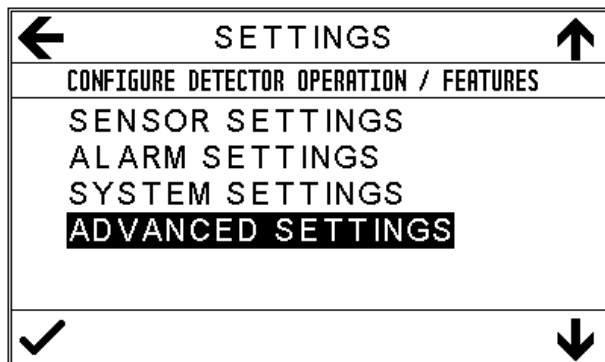 SETTINGS
CONFIGURE DETECTOR OPERATION / FEATURES
SENSOR SETTINGS
ALARM SETTINGS
SYSTEM SETTINGS
ADVANCED SETTINGS